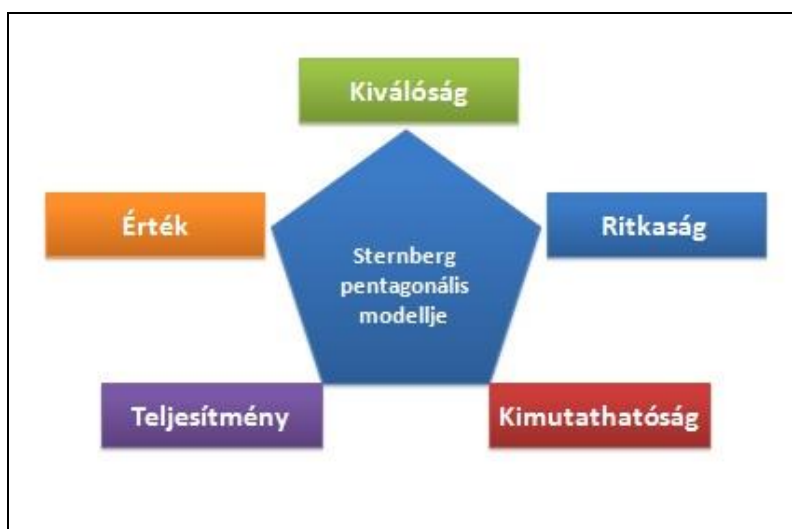 Kiválóság
Érték
Ritkaság
Sternberg
pentagonális
modellje
Teljesítmény
Kimutathatóság